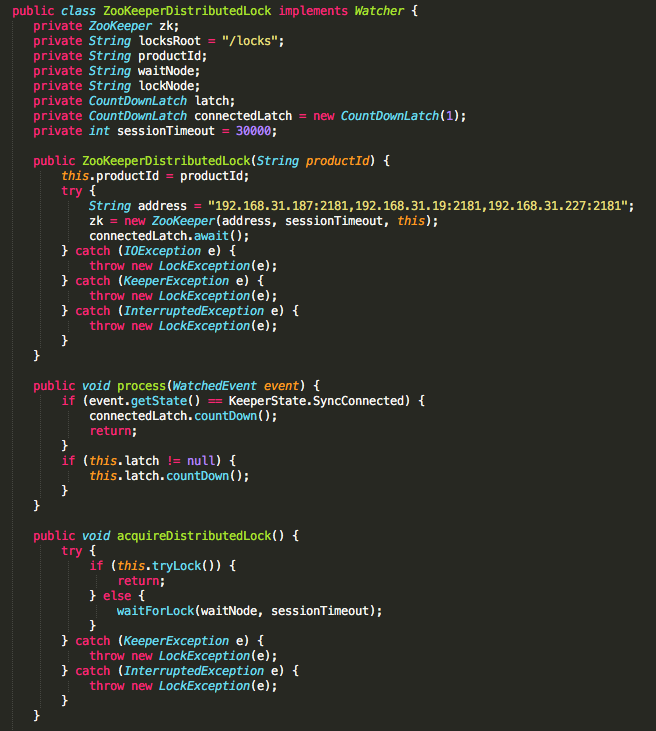 public class ZooKeeperDistributedLock implements Watcher {
private ZooKeeper zk;
private String locksRoot = "/locks";
private String productId;
private String waitNode;
private String lockNode;
private CountDownLatch latch;
private CountDownLatch connectedLatch = new CountDownLatch(1);
private int sessionTimeout = 30000;
public ZooKeeperDistributedLock(String productId) {
this.productId = productId;
try {
String address = "192.168.31.187:2181,192.168.31.19:2181,192.168.31.227:2181";
zk = new ZooKeeper(address, sessionTimeout, this);
connectedLatch.await();
} catch (IOException e) {
throw new LockException(e);
} catch (KeeperException e) {
throw new LockException(e);
} catch (InterruptedException e) {
throw new LockException(e);
}
}
public void process(WatchedEvent event) {
if (event.getState() == KeeperState.SyncConnected) {
connectedLatch.countDown();
return;
}
if (this.latch != null) {
this.latch.countDown();
}
}
public void acquireDistributedLock() {
try {
if (this.tryLock()) {
return;
} else {
waitForLock(waitNode, sessionTimeout);
}
} catch (KeeperException e) {
throw new LockException(e);
} catch (InterruptedException e) {
throw new LockException(e);
}
}